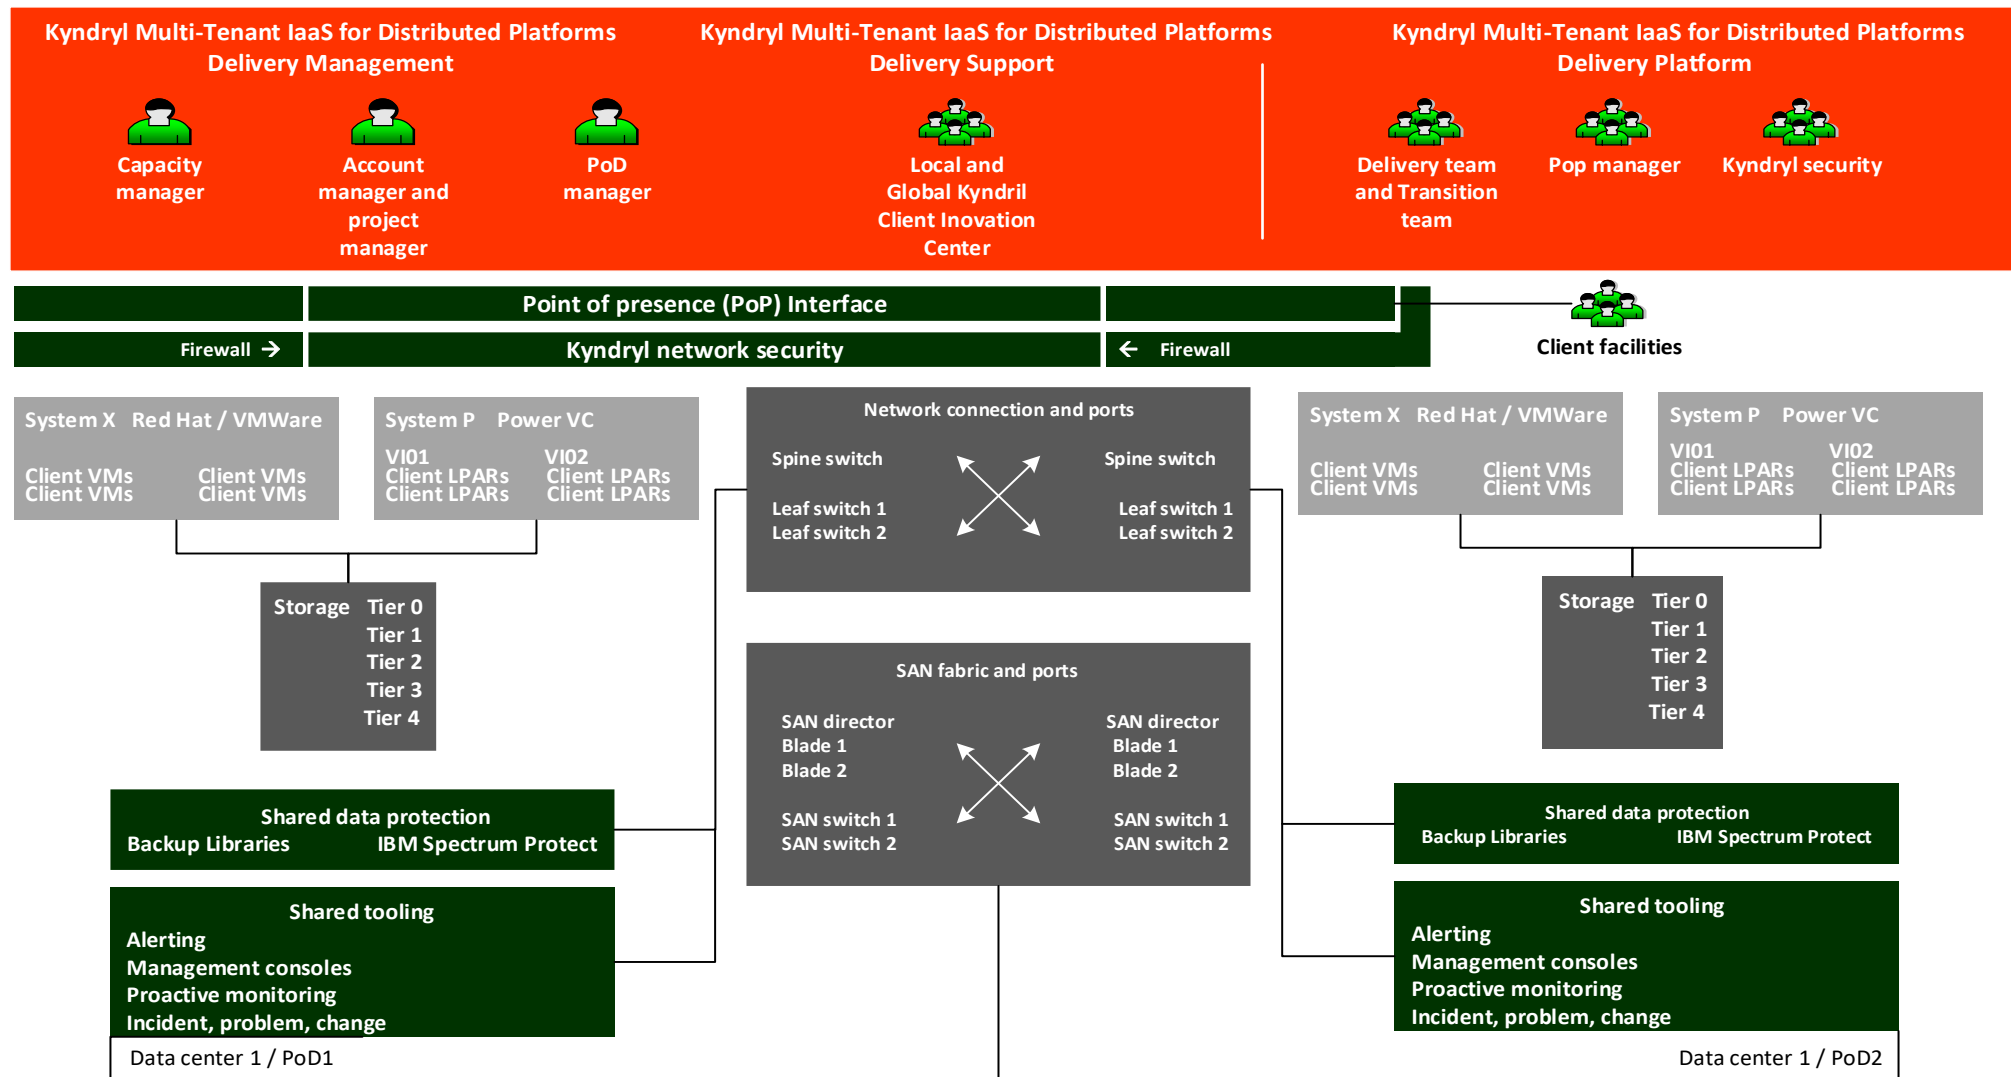 Kyndryl Multi-Tenant IaaS for Distributed Platforms
Delivery Management
Kyndryl Multi-Tenant IaaS for Distributed Platforms
Delivery Support
Kyndryl Multi-Tenant IaaS for Distributed Platforms
Delivery Platform
Capacity
manager
Account
manager and
project
manager
PoD
manager
Local and
Global Kyndril
Client Inovation
Center
Delivery team
and Transition
team
Pop manager
Kyndryl security
Point of presence (PoP) Interface
Firewall →
Kyndryl network security
← Firewall
Client facilities
System X Red Hat / VMWare
Client VMs Client VMs
Client VMs Client VMs
System P Power VC
VI01 VI02
Client LPARs Client LPARs
Client LPARs Client LPARs
Storage Tier 0
Tier 1
Tier 2
Tier 3
Tier 4
Shared data protection
Backup Libraries IBM Spectrum Protect
Shared tooling
Alerting
Management consoles
Proactive monitoring
Incident, problem, change
Data center 1 / PoD1
Network connection and ports
Spine switch Spine switch
Leaf switch 1 Leaf switch 1
Leaf switch 2 Leaf switch 2
SAN fabric and ports
SAN director SAN director
Blade 1 Blade 1
Blade 2 Blade 2
SAN switch 1 SAN switch 1
SAN switch 2 SAN switch 2
System X Red Hat / VMWare
Client VMs Client VMs
Client VMs Client VMs
System P Power VC
VI01 VI02
Client LPARs Client LPARs
Client LPARs Client LPARs
Storage Tier 0
Tier 1
Tier 2
Tier 3
Tier 4
Shared data protection
Backup Libraries IBM Spectrum Protect
Shared tooling
Alerting
Management consoles
Proactive monitoring
Incident, problem, change
Data center 1 / PoD2